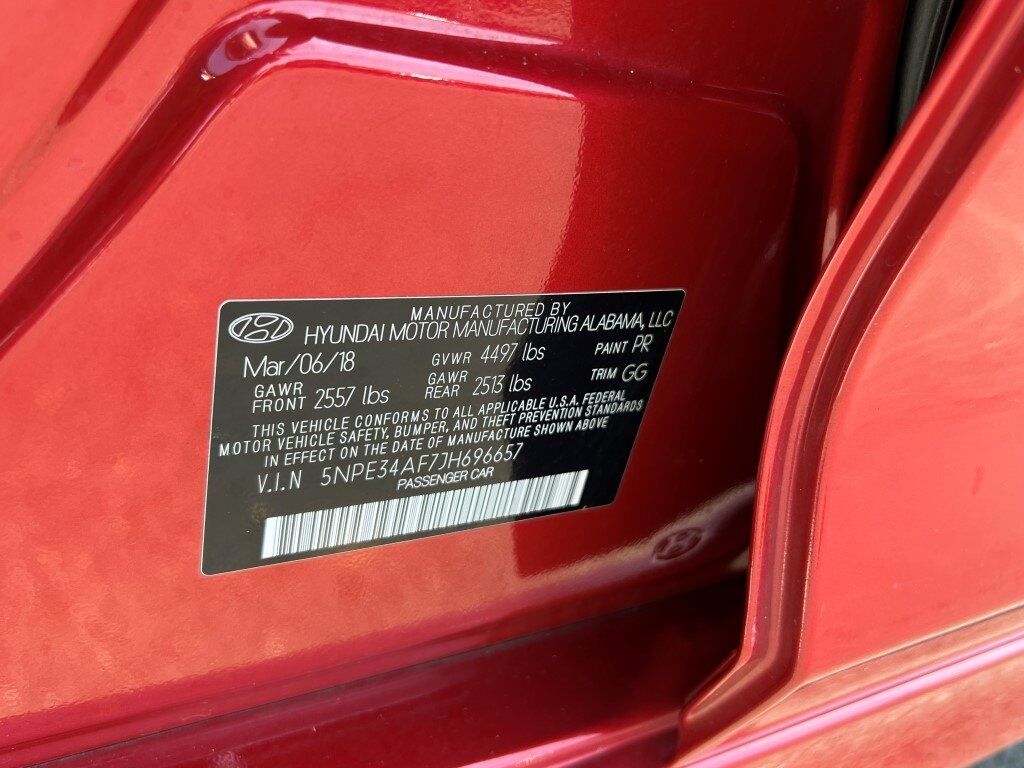 MANUFACTURED BY
HYUNDAI MOTOR MANUFACTURING ALABAMA, LLC
Mar/06/18 GVWR 4497 lbs PAINT PR
GAWR FRONT 2557 lbs GAWR REAR 2513 lbs TRIM GG
THIS VEHICLE CONFORMS TO ALL APPLICABLE U.S.A. FEDERAL
MOTOR VEHICLE SAFETY, BUMPER, AND THEFT PREVENTION STANDARDS
IN EFFECT ON THE DATE OF MANUFACTURE SHOWN ABOVE
V.I.N 5NPE34AF7JH696657
PASSENGER CAR